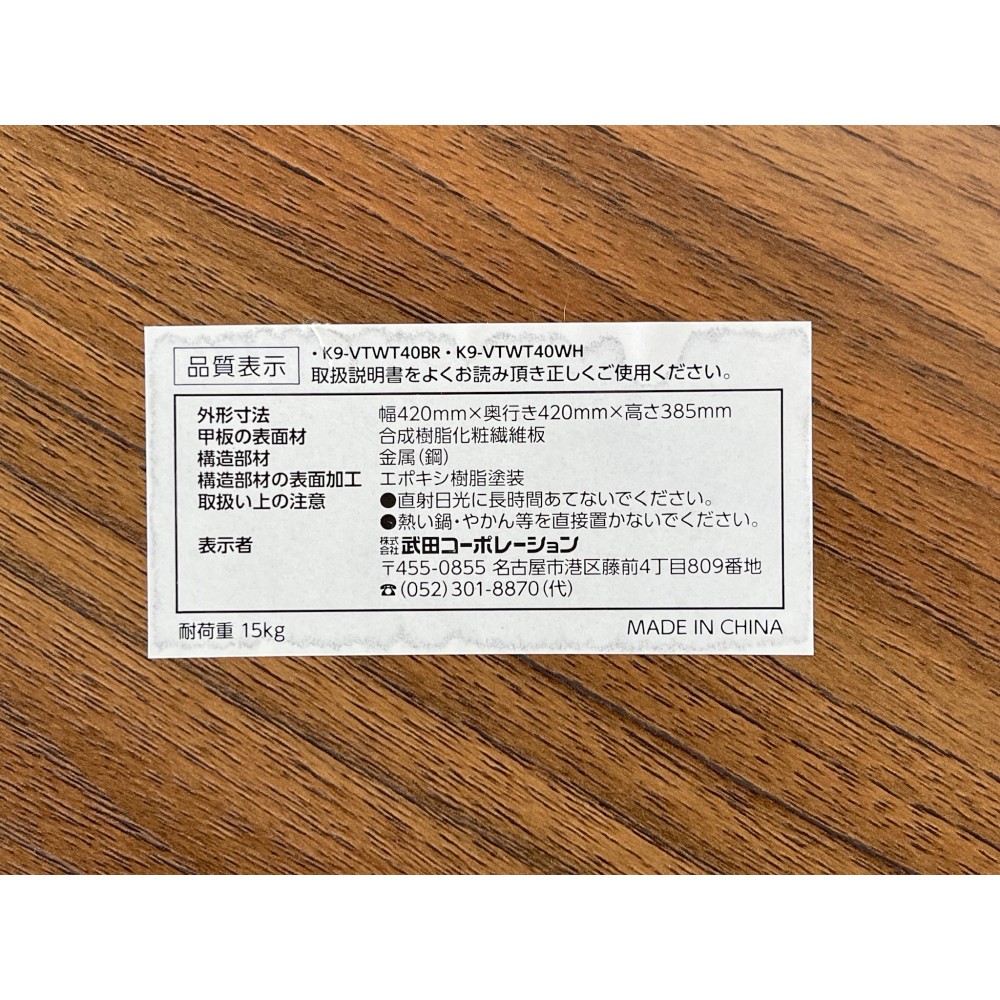 品質表示
・K9-VTWT40BR・K9-VTWT40WH
取扱説明書をよくお読み頂き正しくご使用ください。
外形寸法 幅420mm×奥行き420mm×高さ385mm
甲板の表面材 合成樹脂化粧繊維板
構造部材 金属(鋼)
構造部材の表面加工 エポキシ樹脂塗装
取扱い上の注意 ●直射日光に長時間あてないでください。
●熱い鍋・やかん等を直接置かないでください。
表示者 株式会社 武田コーポレーション
〒455-0855 名古屋市港区藤前4丁目809番地
☎(052)301-8870(代)
耐荷重 15kg MADE IN CHINA